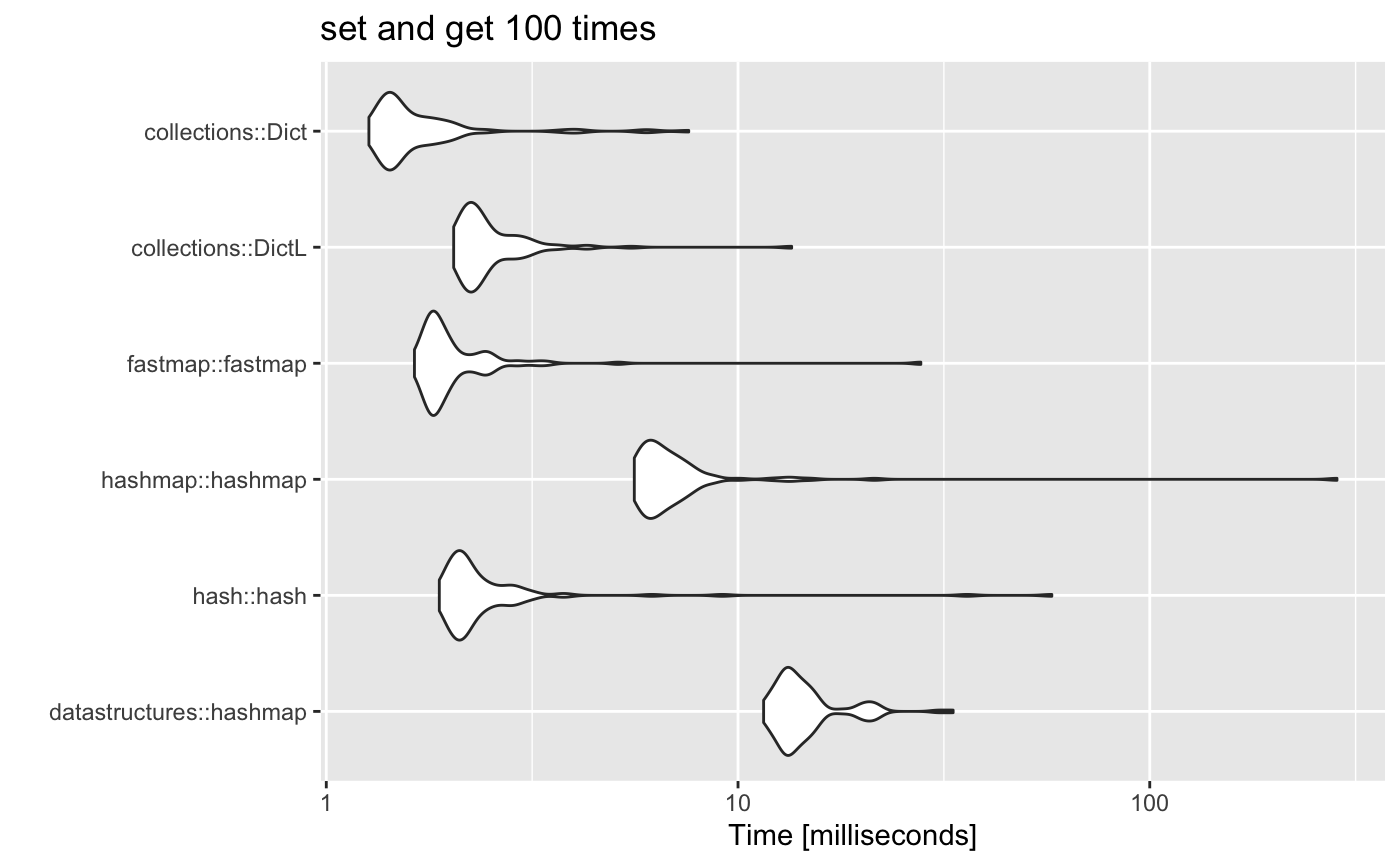 set and get 100 times
collections::Dict
collections::DictL
fastmap::fastmap
hashmap::hashmap
hash::hash
datastructures::hashmap
1 10 100
Time [milliseconds]